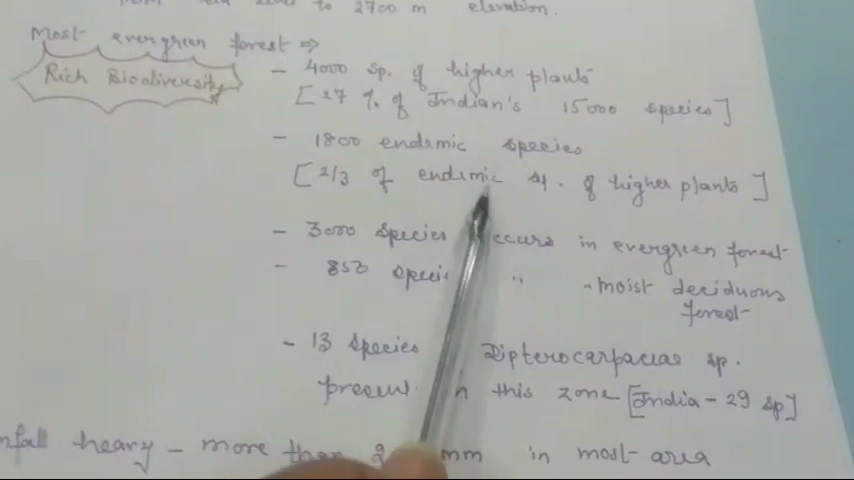 to 2700 m elevation.
Most evergreen forest ⇒
Rich Biodiversity
- 4000 sp. of higher plants
[27 % of Indian's 15000 species]
- 1800 endemic species
[2/3 of endemic sp. of higher plants]
- 3000 species occurs in evergreen forest
- 850 species " " moist deciduous
forest
- 13 species Dipterocarpaceae sp.
present in this zone [India - 29 sp]
heavy - more than mm in most area